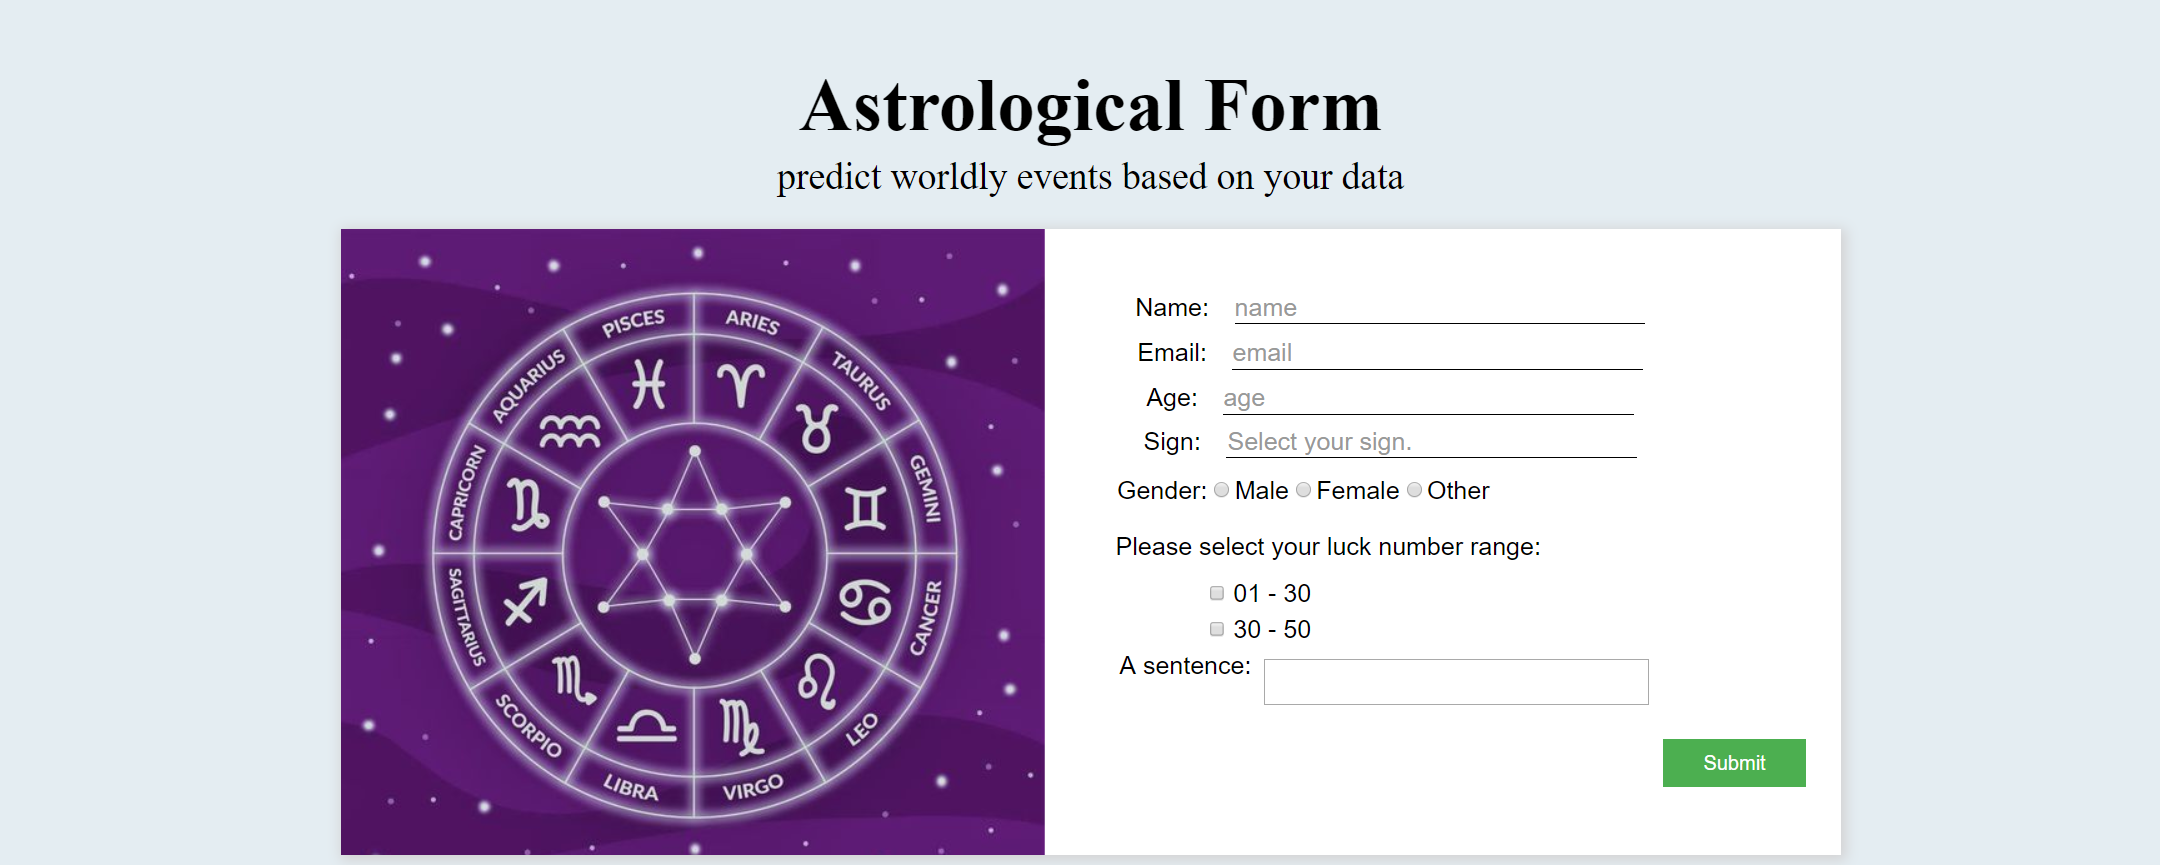 Astrological Form
predict worldly events based on your data
PISCES
ARIES
AQUARIUS
TAURUS
CAPRICORN
GEMINI
SAGITTARIUS
CANCER
SCORPIO
LEO
LIBRA
VIRGO
Name: name
Email: email
Age: age
Sign: Select your sign.
Gender: Male Female Other
Please select your luck number range:
01 - 30
30 - 50
A sentence:
Submit